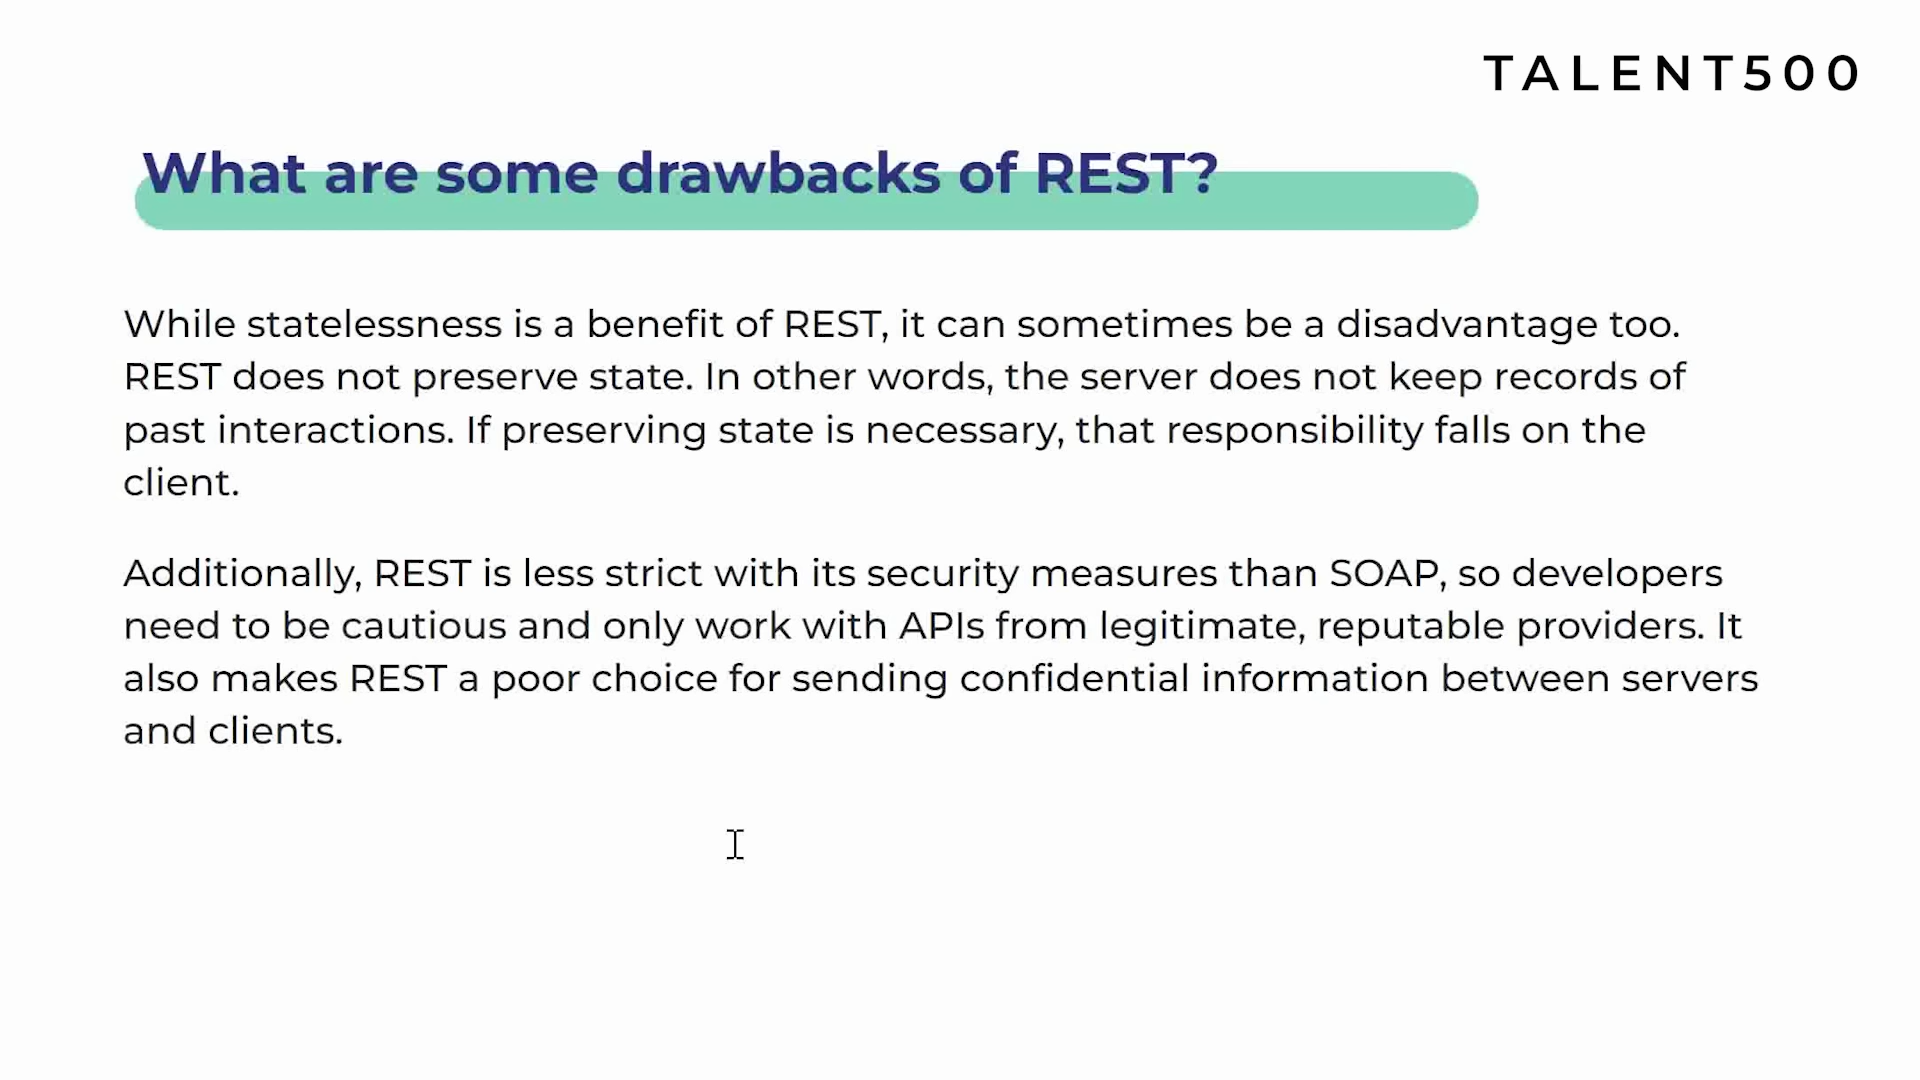 TALENT500
What are some drawbacks of REST?
While statelessness is a benefit of REST, it can sometimes be a disadvantage too.
REST does not preserve state. In other words, the server does not keep records of
past interactions. If preserving state is necessary, that responsibility falls on the
client.
Additionally, REST is less strict with its security measures than SOAP, so developers
need to be cautious and only work with APIs from legitimate, reputable providers. It
also makes REST a poor choice for sending confidential information between servers
and clients.